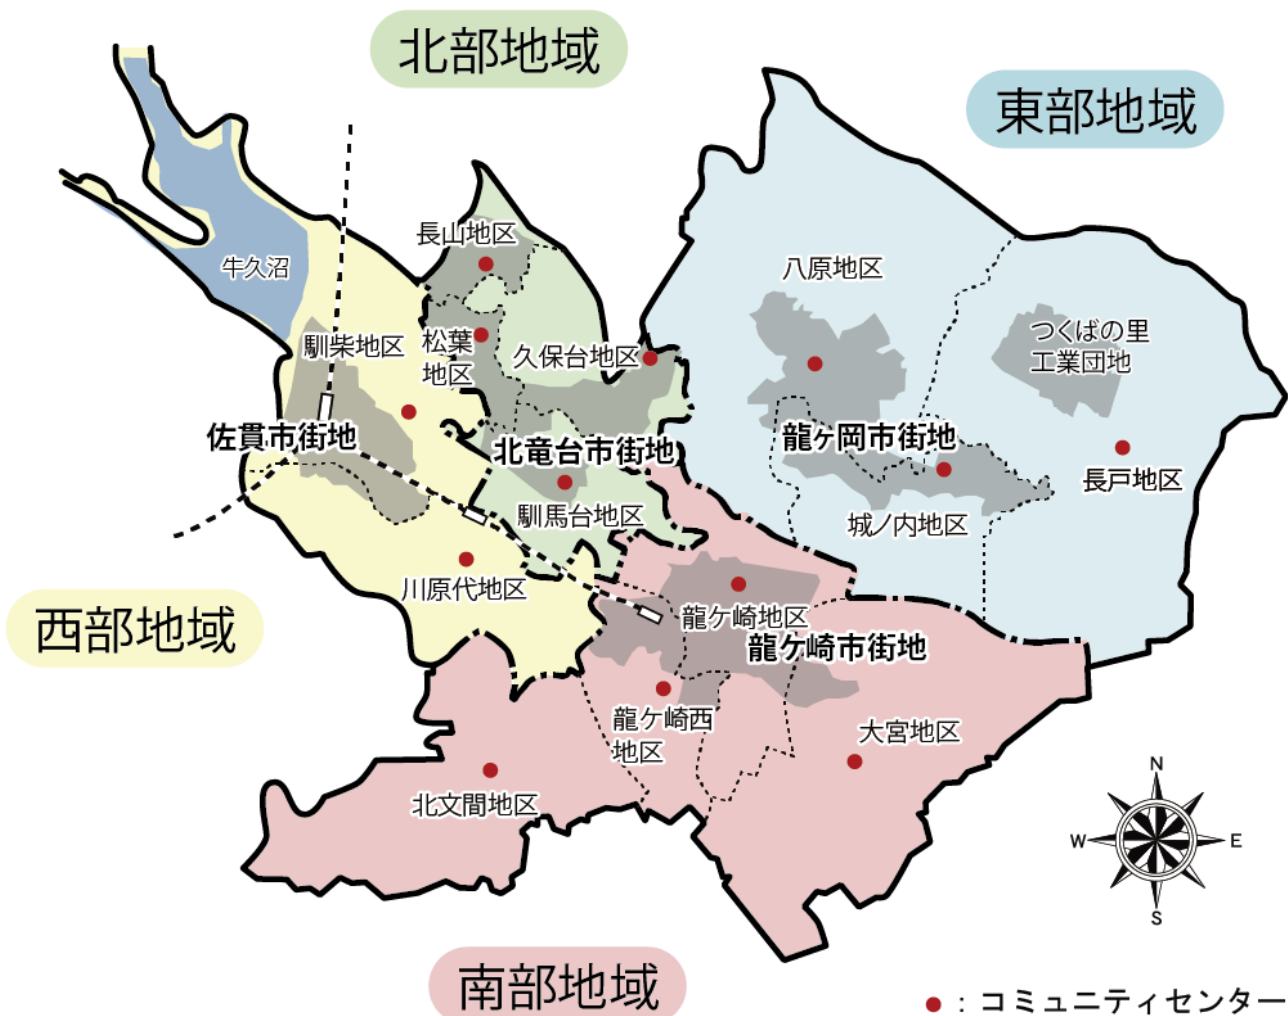 北部地域
東部地域
長山地区
八原地区
牛久沼
つくばの里
工業団地
馴柴地区
松葉
地区
久保台地区
佐貫市街地
北竜台市街地
龍ヶ岡市街地
長戸地区
馴馬台地区
城ノ内地区
川原代地区
西部地域
龍ケ崎地区
龍ケ崎市街地
龍ケ崎西
地区
大宮地区
北文間地区
N
W
E
S
南部地域
●：コミュニティセンター